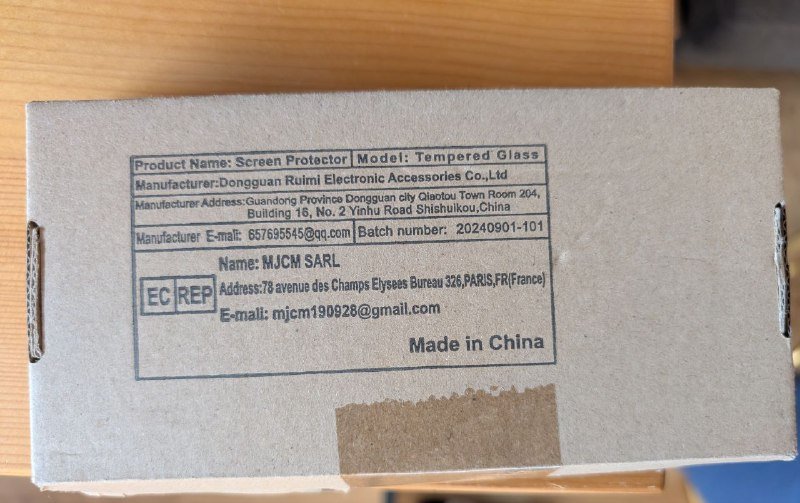 Product Name: Screen Protector Model: Tempered Glass
Manufacturer:Dongguan Ruimi Electronic Accessories Co.,Ltd
Manufacturer Address:Guandong Province Dongguan city Qiaotou Town Room 204,
Building 16, No. 2 Yinhu Road Shishuikou,China
Manufacturer E-mali: 657695545@qq.com Batch number: 20240901-101
EC REP
Name: MJCM SARL
Address:78 avenue des Champs Elysees Bureau 326,PARIS,FR(France)
E-mali: mjcm190928@gmail.com
Made in China